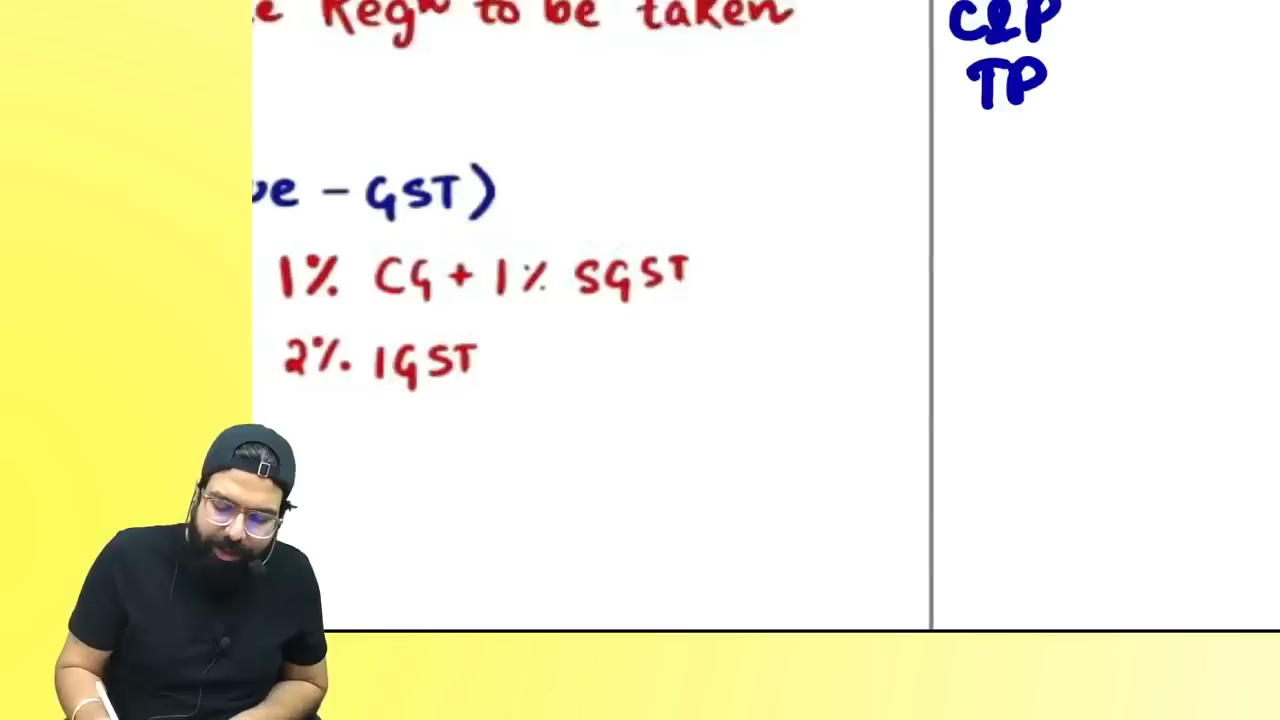 Regn to be taken
- GST)
1% CG + 1% SGST
2% IGST
TP